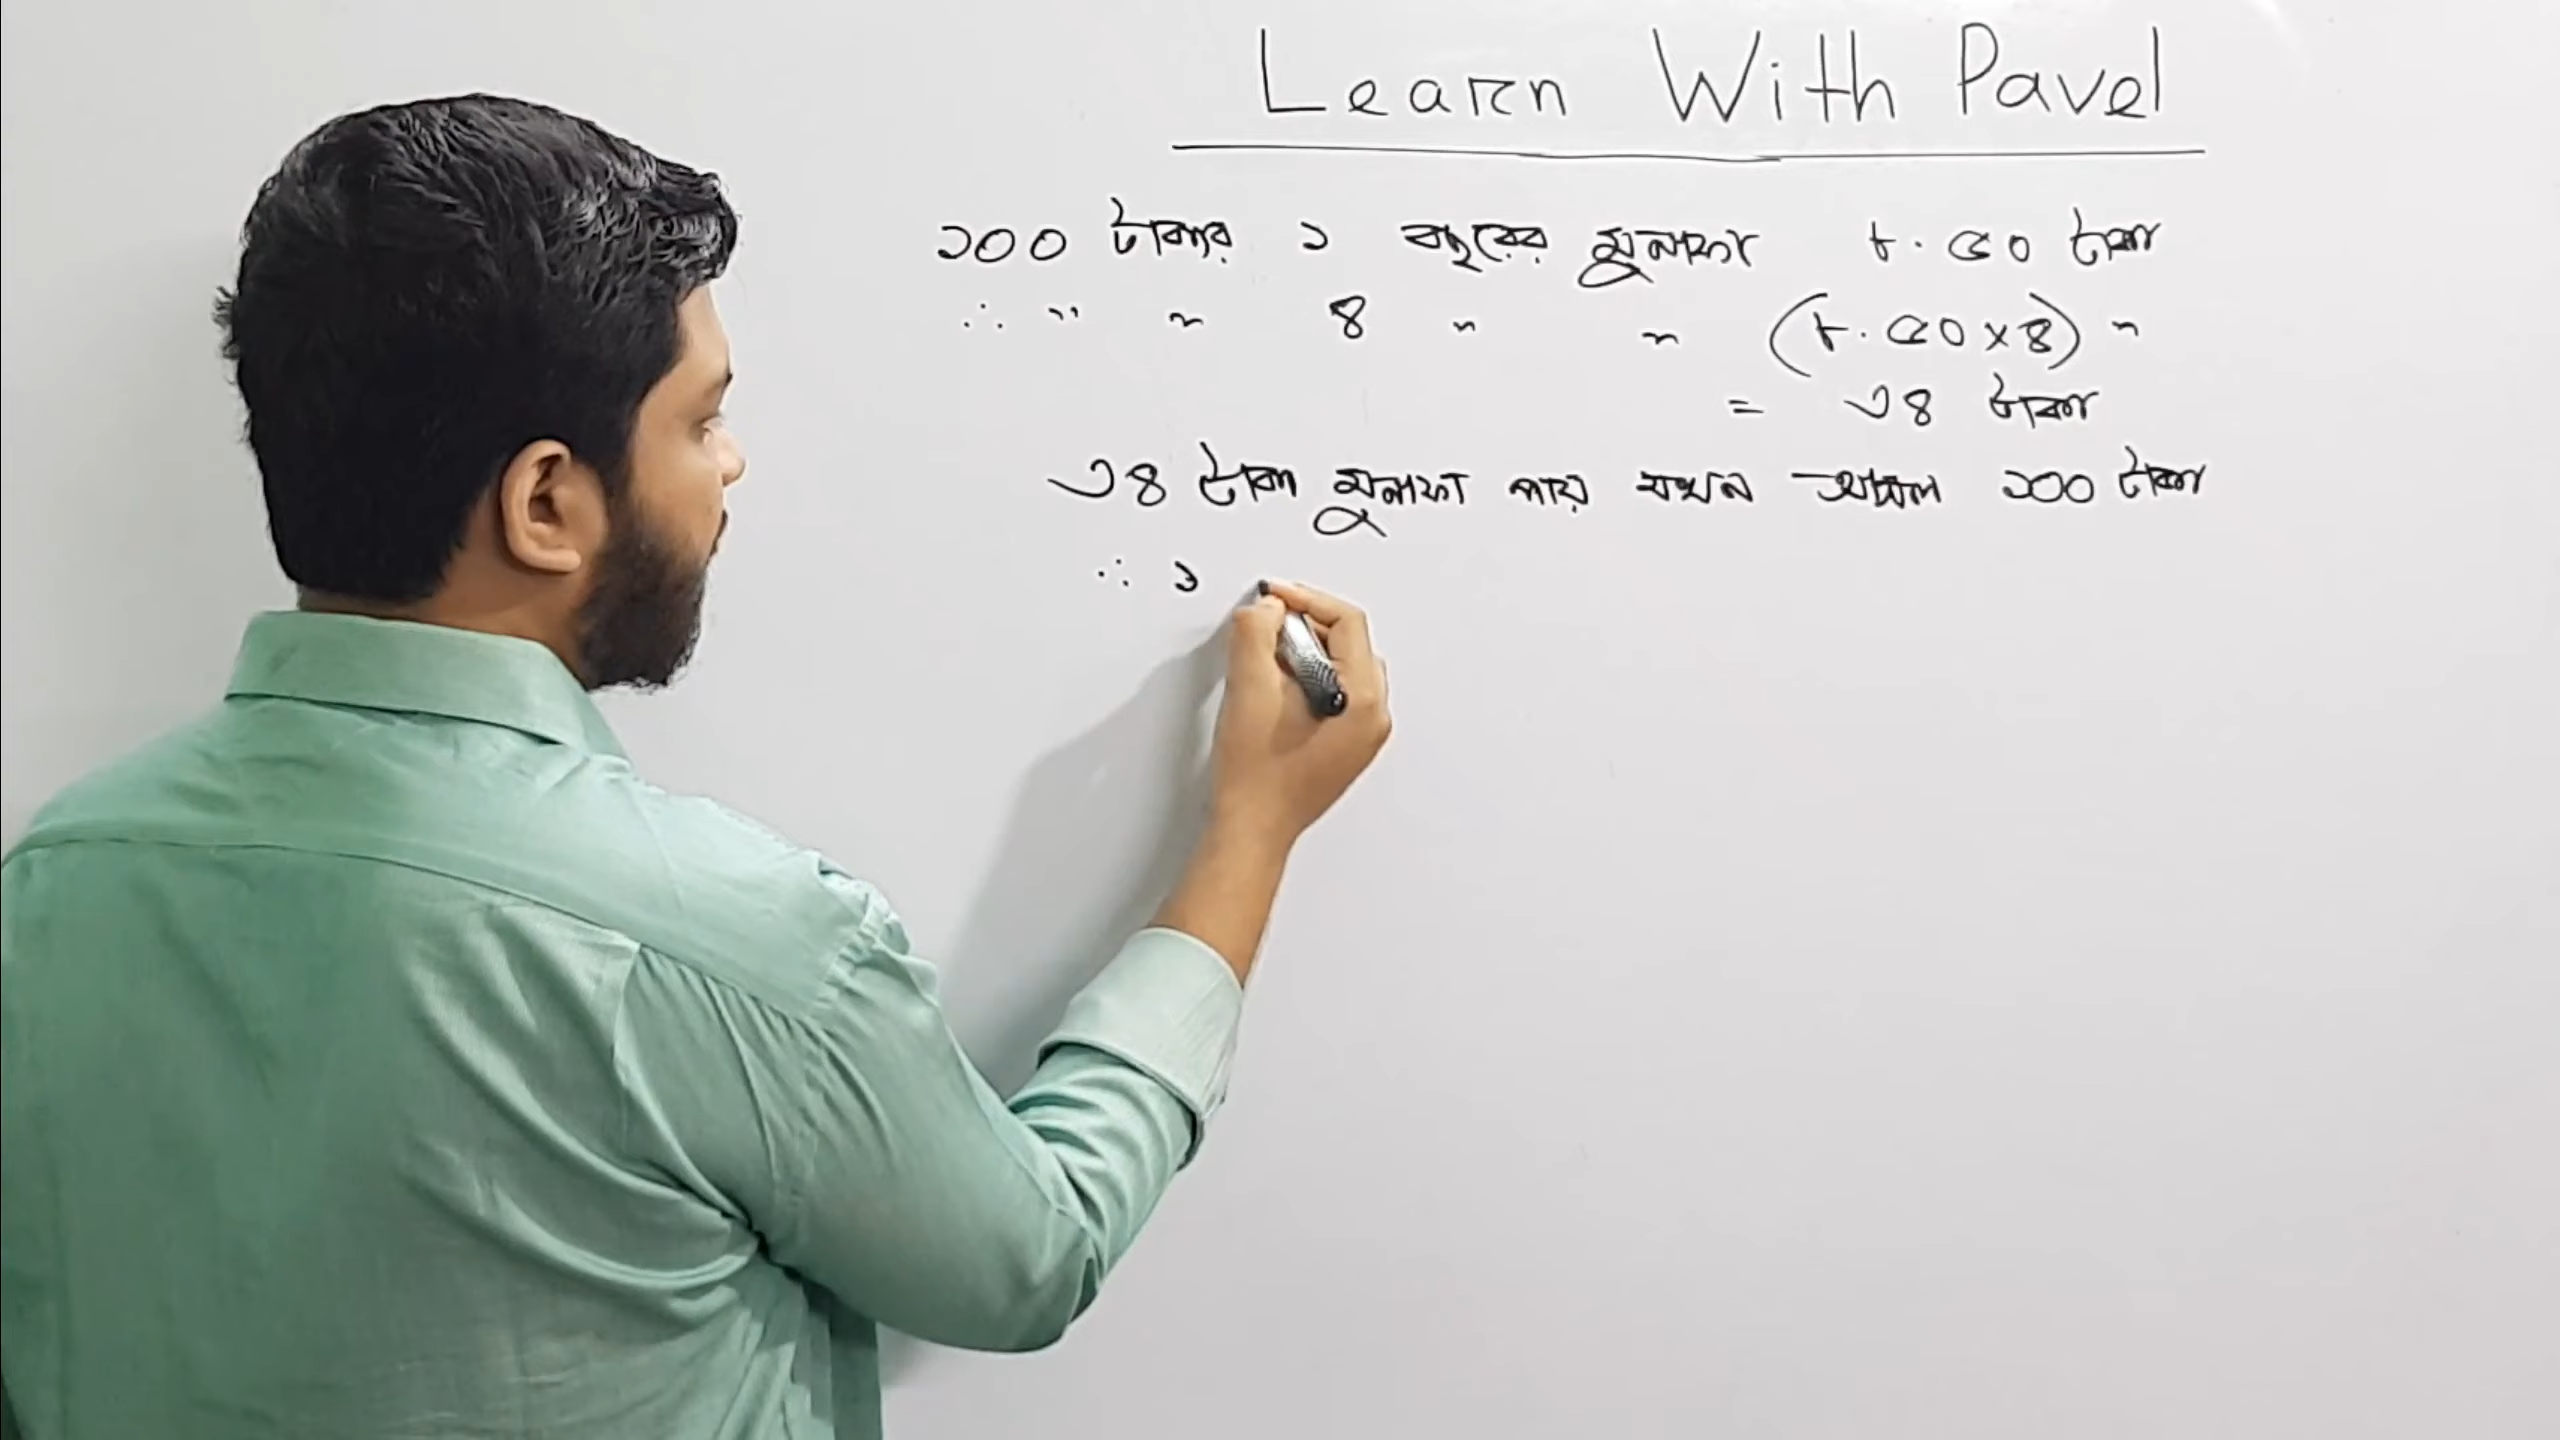 Learn With Pavel
১০০ টাকার ১ বছরের মুনাফা ৮.৫০ টাকা
∴ " " ৪ " " (৮.৫০×৪) "
= ৩৪ টাকা
৩৪ টাকা মুনাফা পায় যখন আসল ১০০ টাকা
∴ ১